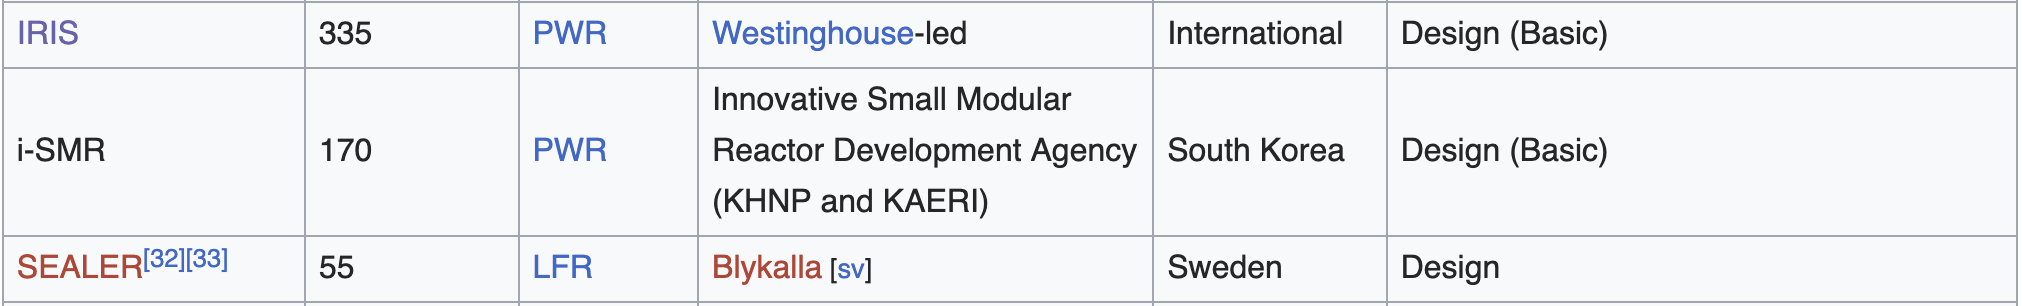 IRIS 335 PWR Westinghouse-led International Design (Basic)
i-SMR 170 PWR Innovative Small Modular
Reactor Development Agency
(KHNP and KAERI) South Korea Design (Basic)
SEALER[32][33] 55 LFR Blykalla [sv] Sweden Design